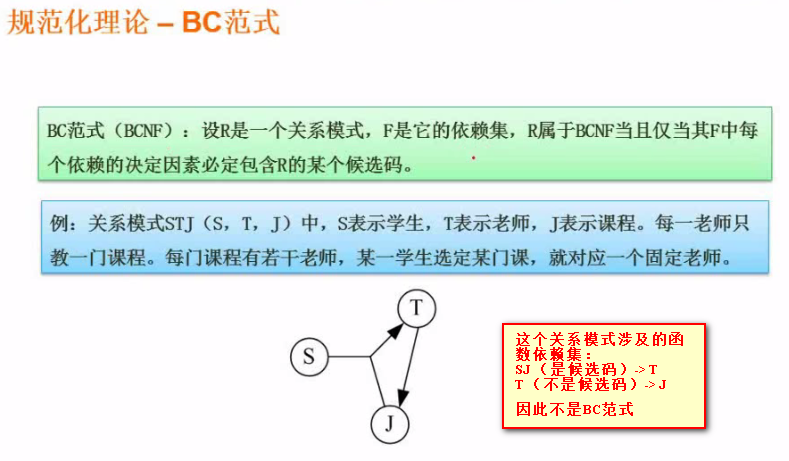 规范化理论 – BC范式
BC范式（BCNF）：设R是一个关系模式，F是它的依赖集，R属于BCNF当且仅当其F中每
个依赖的决定因素必定包含R的某个候选码。
例：关系模式STJ（S，T，J）中，S表示学生，T表示老师，J表示课程。每一老师只
教一门课程。每门课程有若干老师，某一学生选定某门课，就对应一个固定老师。
T
S
J
这个关系模式涉及的函
数依赖集：
SJ（是候选码）->T
T（不是候选码）->J
因此不是BC范式